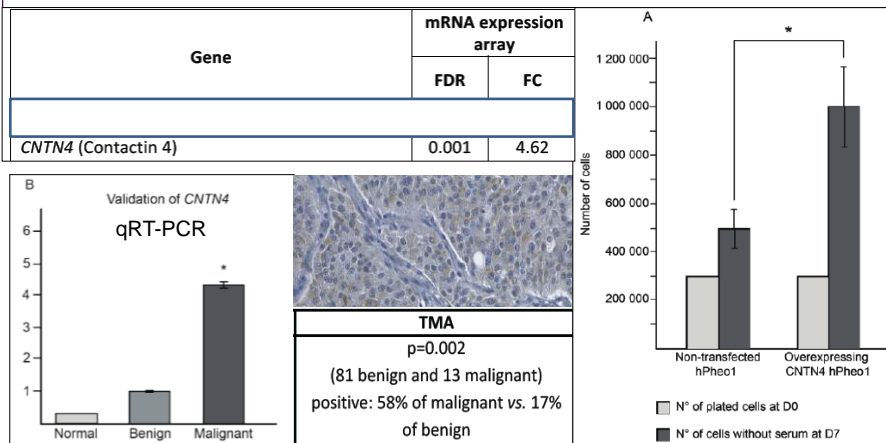 Gene
mRNA expression
array
FDR
FC
CNTN4 (Contactin 4)
0.001
4.62
B
Validation of CNTN4
qRT-PCR
6
5
4
3
2
1
*
Normal
Benign
Malignant
TMA
p=0.002
(81 benign and 13 malignant)
positive: 58% of malignant vs. 17%
of benign
A
*
Number of cells
1 200 000
1 000 000
800 000
600 000
400 000
200 000
Non-transfected
hPheo1
Overexpressing
CNTN4 hPheo1
N° of plated cells at D0
N° of cells without serum at D7